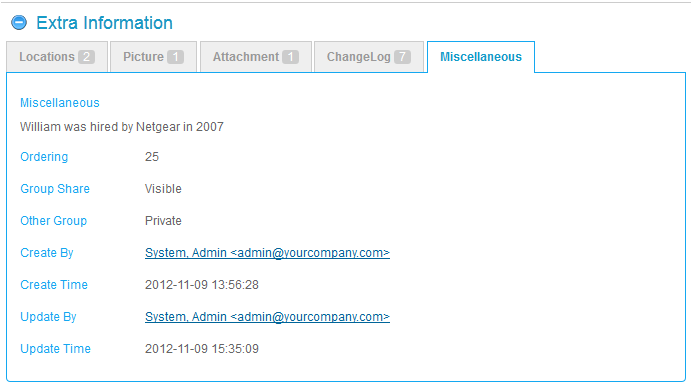 Extra Information
Locations 2 Picture 1 Attachment 1 ChangeLog 7 Miscellaneous
Miscellaneous
William was hired by Netgear in 2007
Ordering 25
Group Share Visible
Other Group Private
Create By System, Admin <admin@yourcompany.com>
Create Time 2012-11-09 13:56:28
Update By System, Admin <admin@yourcompany.com>
Update Time 2012-11-09 15:35:09